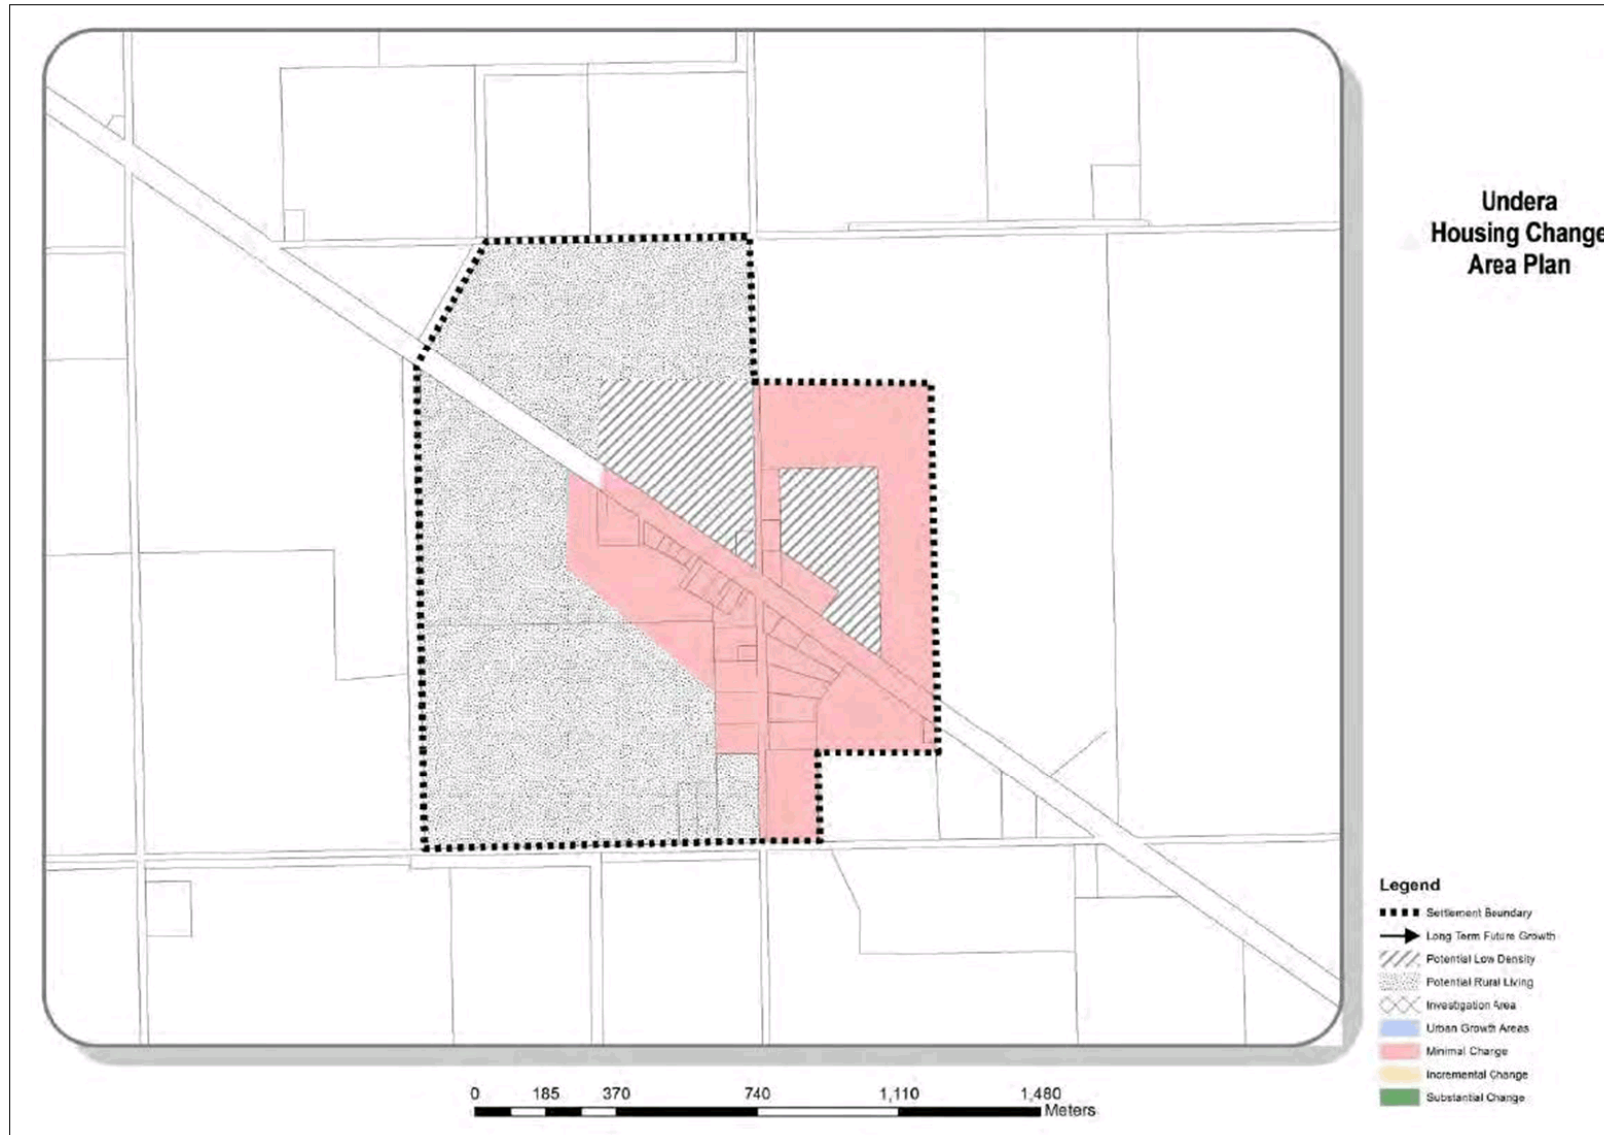 Undera
Housing Change
Area Plan
Legend
Settlement Boundary
Long Term Future Growth
Potential Low Density
Potential Rural Living
Investigation Area
Urban Growth Areas
Minimal Change
Incremental Change
Substantial Change
0 185 370 740 1,110 1,480
Meters